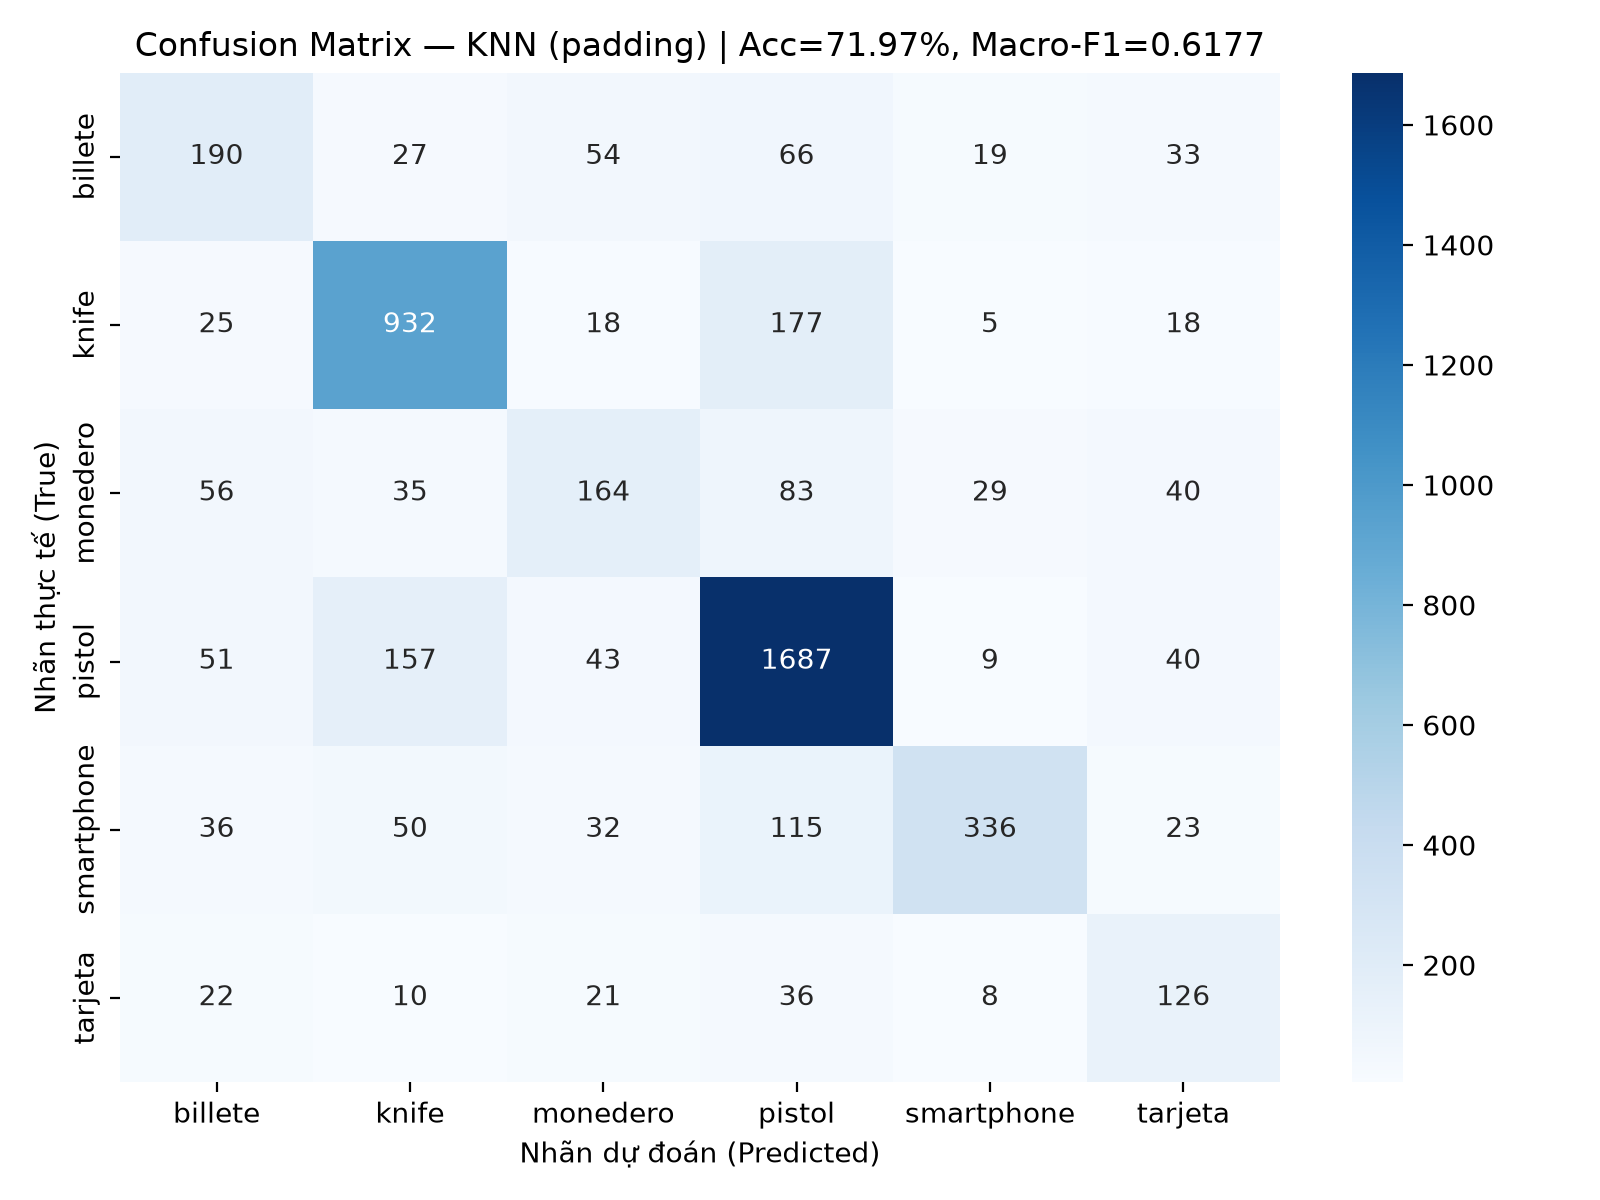 Confusion Matrix — KNN (padding) | Acc=71.97%, Macro-F1=0.6177
billete 190 27 54 66 19 33
knife 25 932 18 177 5 18
monedero 56 35 164 83 29 40
pistol 51 157 43 1687 9 40
smartphone 36 50 32 115 336 23
tarjeta 22 10 21 36 8 126
billete knife monedero pistol smartphone tarjeta
Nhãn dự đoán (Predicted)
Nhãn thực tế (True)
1600
1400
1200
1000
800
600
400
200